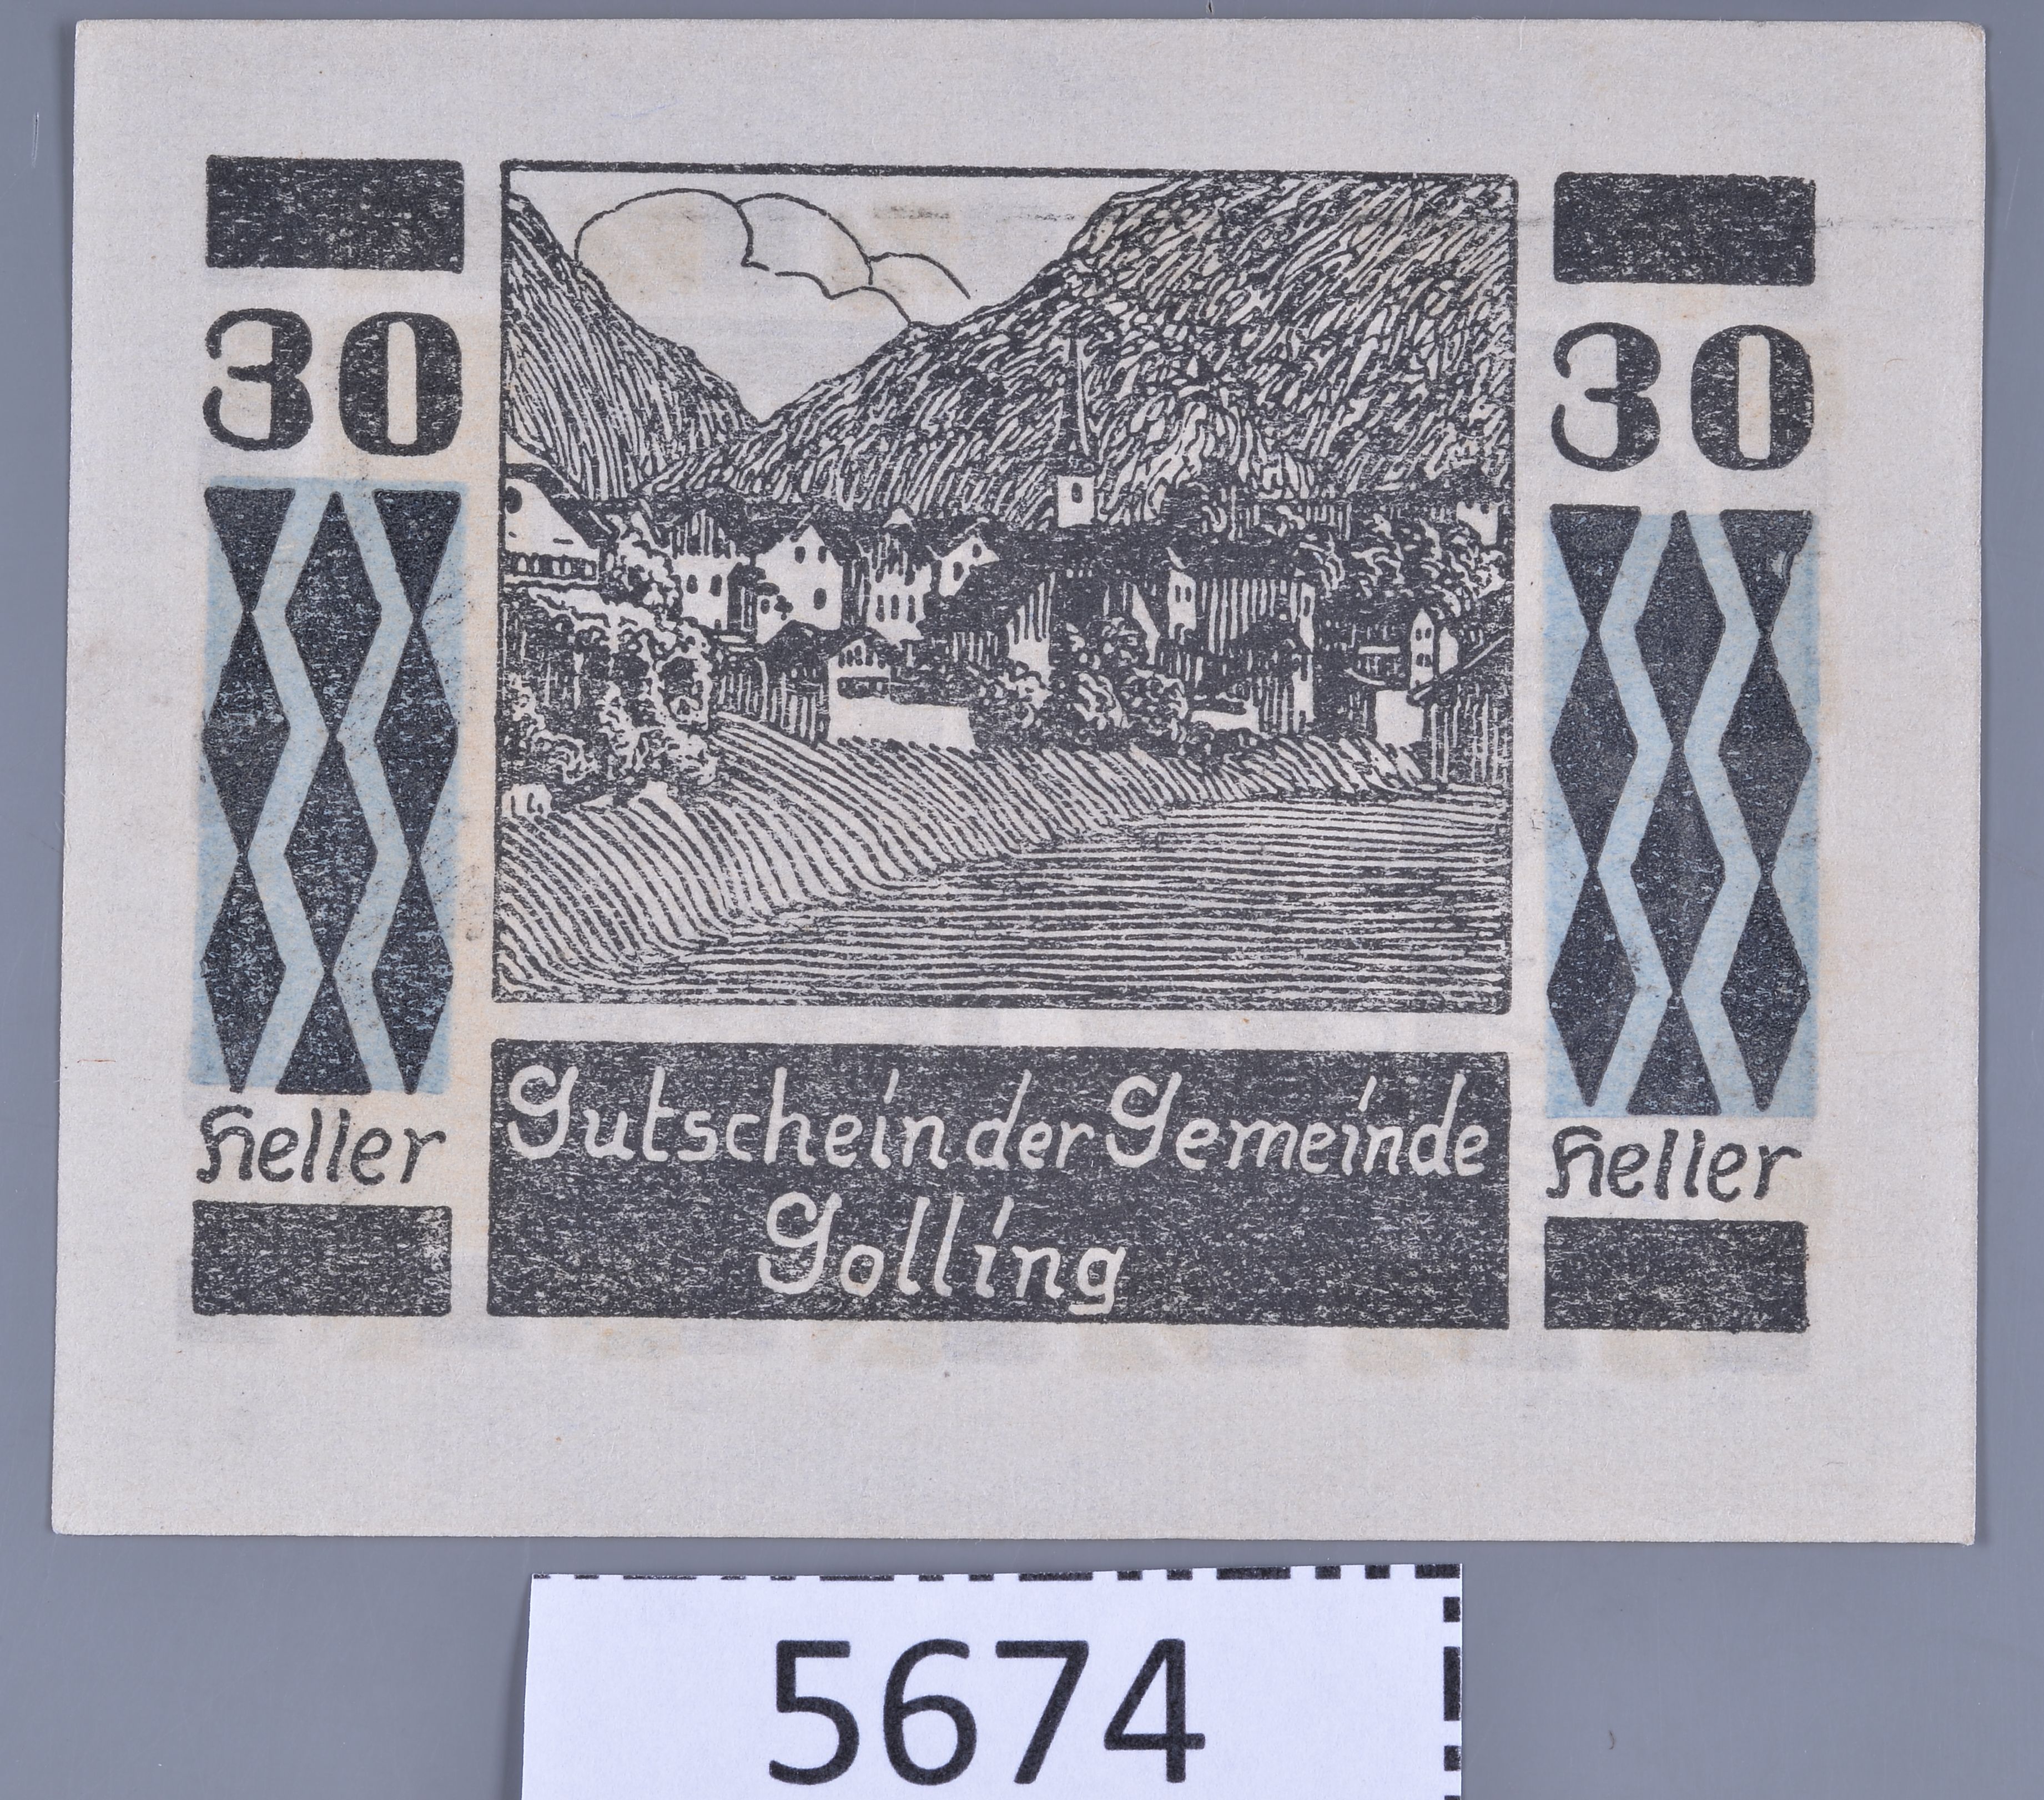 30
30
Heller
Heller
Gutschein der Gemeinde
Golling
5674